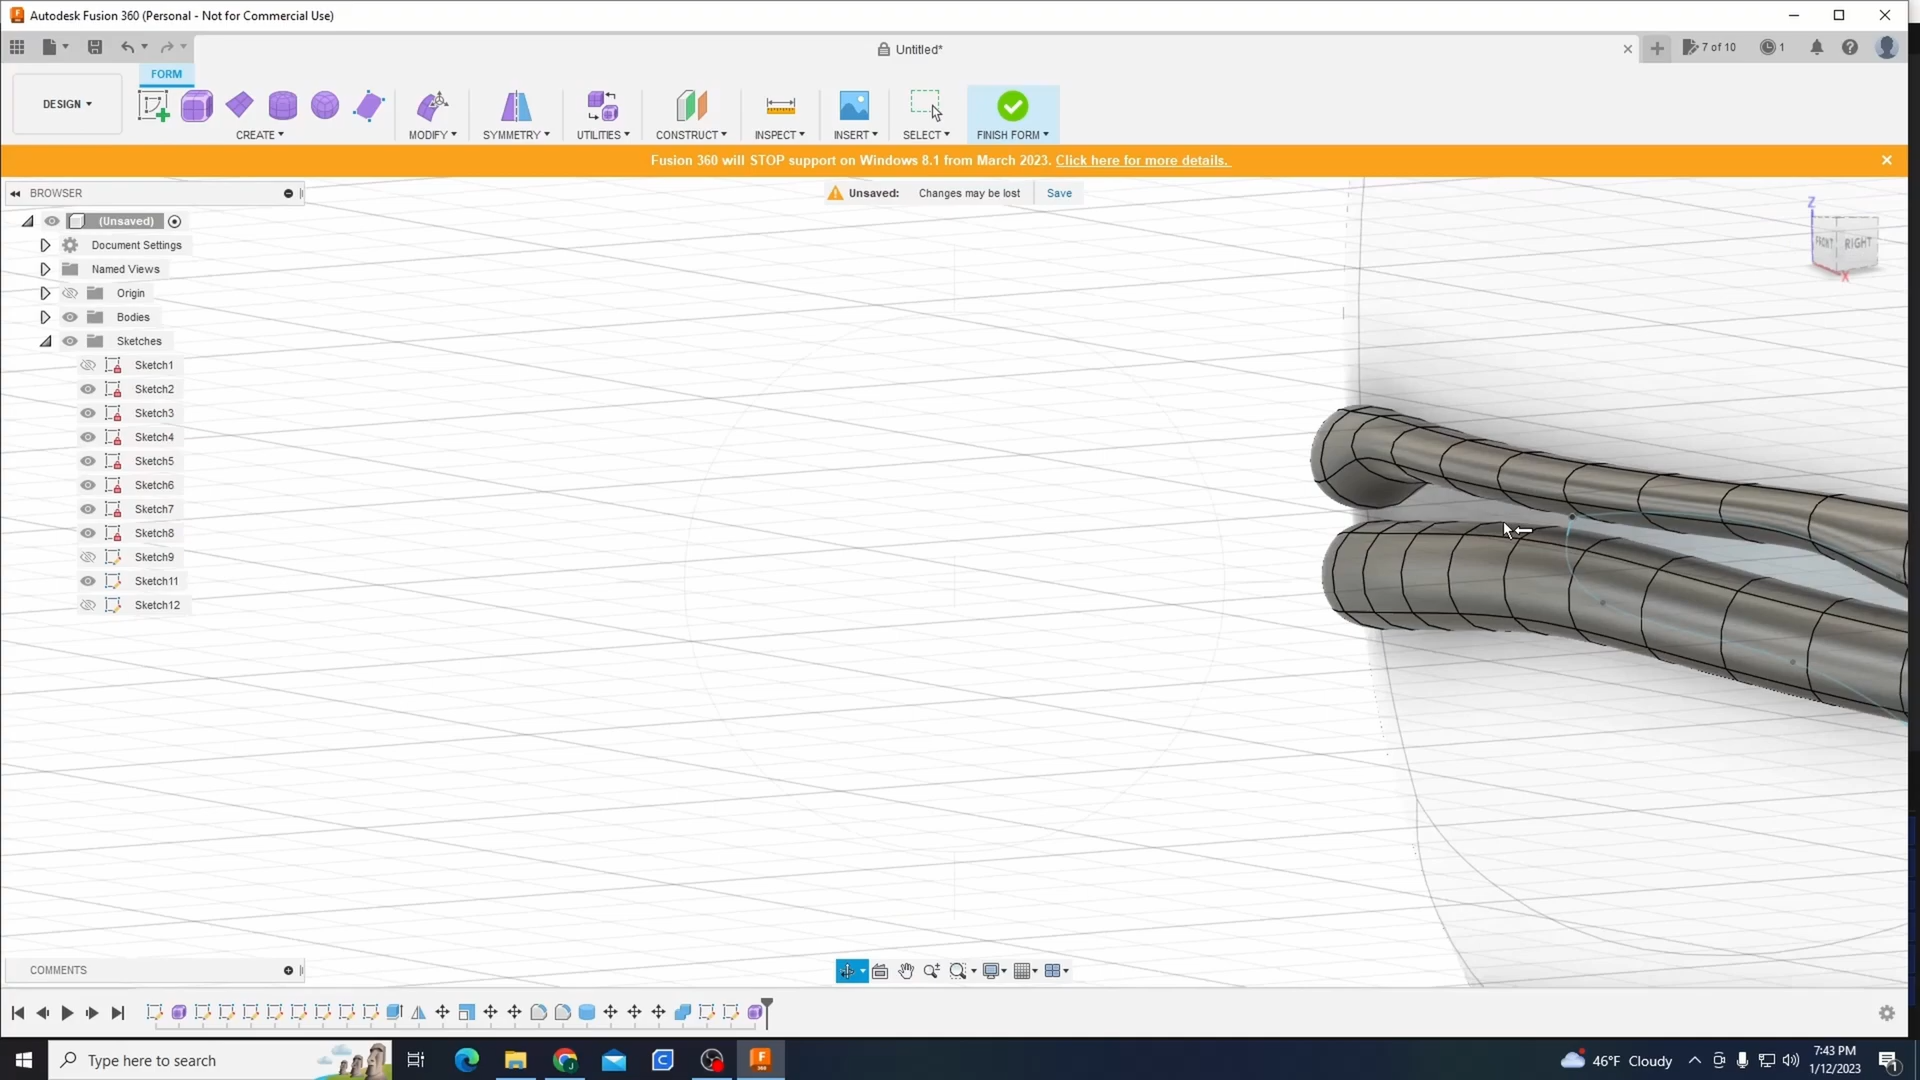 Autodesk Fusion 360 (Personal - Not for Commercial Use)
Untitled*
7 of 10
1
FORM
DESIGN
CREATE
MODIFY
SYMMETRY
UTILITIES
CONSTRUCT
INSPECT
INSERT
SELECT
FINISH FORM
Fusion 360 will STOP support on Windows 8.1 from March 2023. Click here for more details.
BROWSER
Unsaved: Changes may be lost Save
(Unsaved)
Document Settings
Named Views
Origin
Bodies
Sketches
Sketch1
Sketch2
Sketch3
Sketch4
Sketch5
Sketch6
Sketch7
Sketch8
Sketch9
Sketch11
Sketch12
Z
FRONT RIGHT
X
COMMENTS
Type here to search
46°F Cloudy
7:43 PM
1/12/2023
1